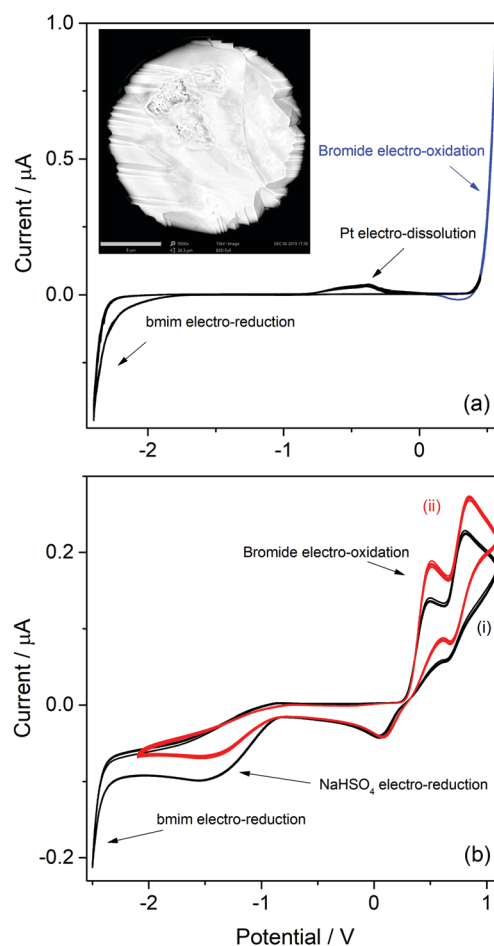 (a)
1.0
Bromide electro-oxidation
0.5
Pt electro-dissolution
Current / μA
0.0
bmim electro-reduction
-2
-1
0
(b)
(ii)
Bromide electro-oxidation
0.2
(i)
Current / μA
0.0
NaHSO₄ electro-reduction
bmim electro-reduction
-0.2
-2
-1
0
1
Potential / V